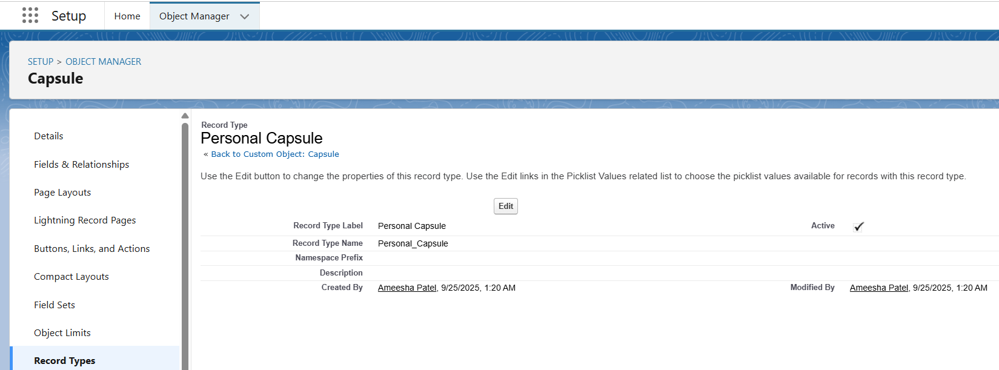 Setup
Home
Object Manager
SETUP > OBJECT MANAGER
Capsule
Details
Fields & Relationships
Page Layouts
Lightning Record Pages
Buttons, Links, and Actions
Compact Layouts
Field Sets
Object Limits
Record Types
Record Type
Personal Capsule
« Back to Custom Object: Capsule
Use the Edit button to change the properties of this record type. Use the Edit links in the Picklist Values related list to choose the picklist values available for records with this record type.
Edit
Record Type Label Personal Capsule Active
Record Type Name Personal_Capsule
Namespace Prefix
Description
Created By Ameesha Patel, 9/25/2025, 1:20 AM Modified By Ameesha Patel, 9/25/2025, 1:20 AM